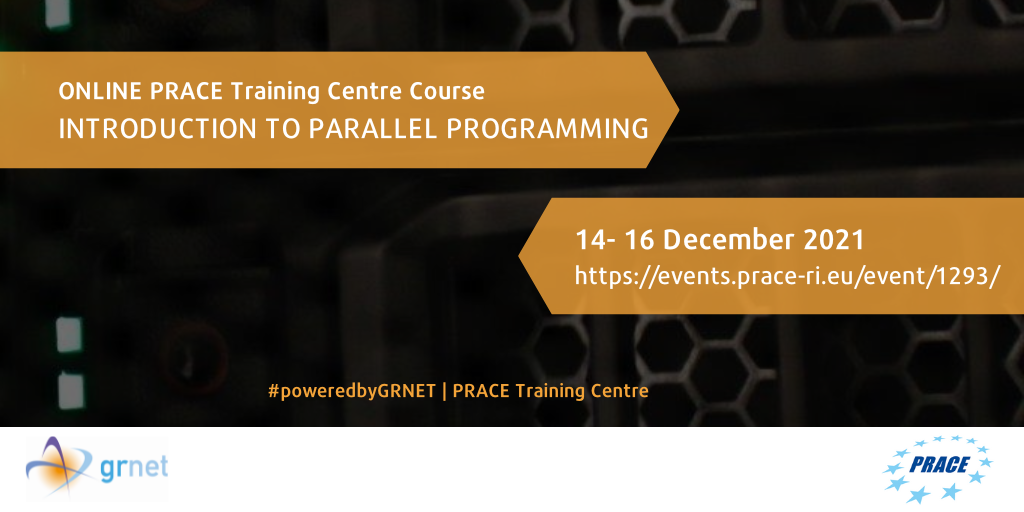 ONLINE PRACE Training Centre Course
INTRODUCTION TO PARALLEL PROGRAMMING
14- 16 December 2021
https://events.prace-ri.eu/event/1293/
#poweredbyGRNET | PRACE Training Centre
grnet
PRACE